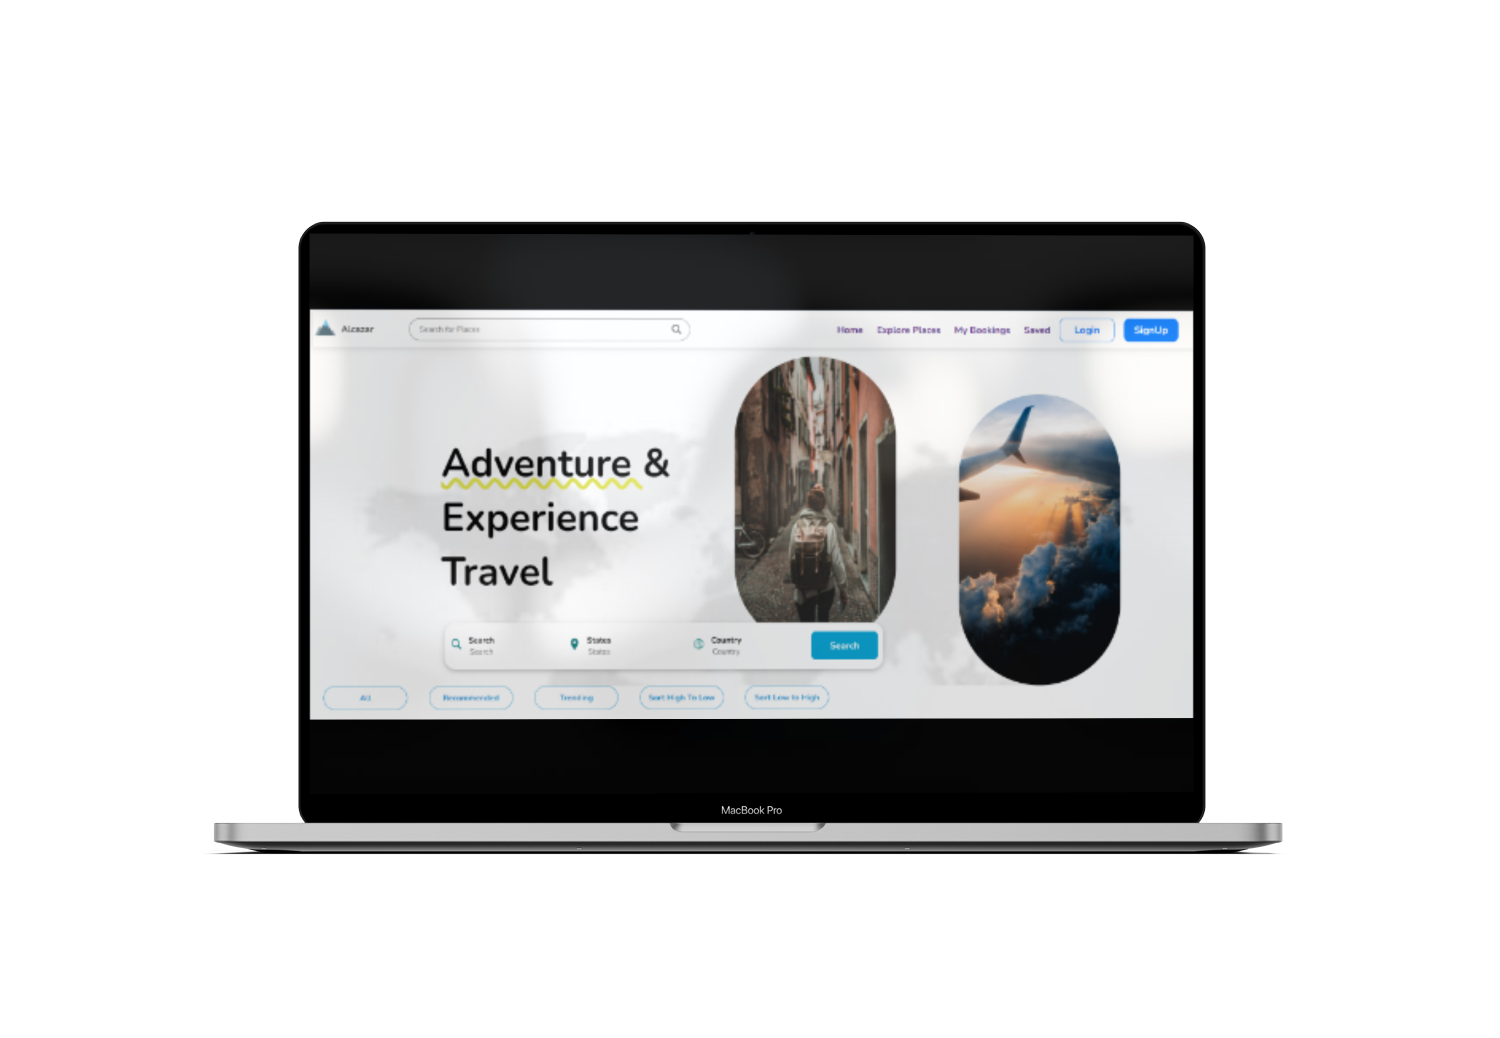 Alcazar
Search for Places
Home Explore Places My Bookings Saved Login SignUp
Adventure &
Experience
Travel
Search States Country
Search States Country
Search
All Recommended Trending Sort High To Low Sort Low to High
MacBook Pro